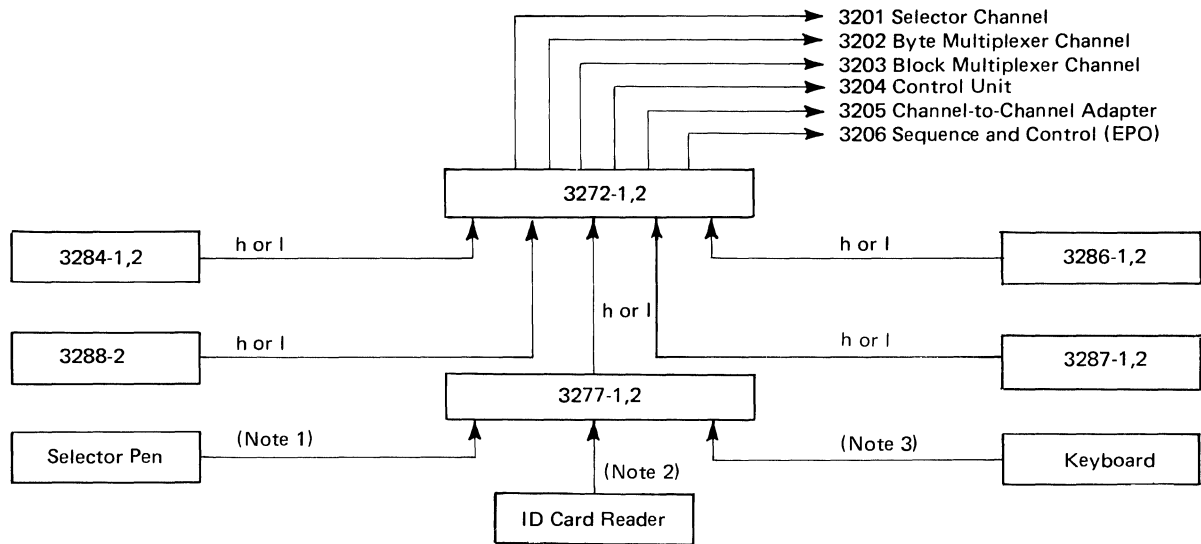 3201 Selector Channel
3202 Byte Multiplexer Channel
3203 Block Multiplexer Channel
3204 Control Unit
3205 Channel-to-Channel Adapter
3206 Sequence and Control (EPO)
3272-1,2
3284-1,2
h or l
h or l
3286-1,2
h or l
3288-2
h or l
h or l
3287-1,2
3277-1,2
Selector Pen
(Note 1)
(Note 2)
(Note 3)
Keyboard
ID Card Reader